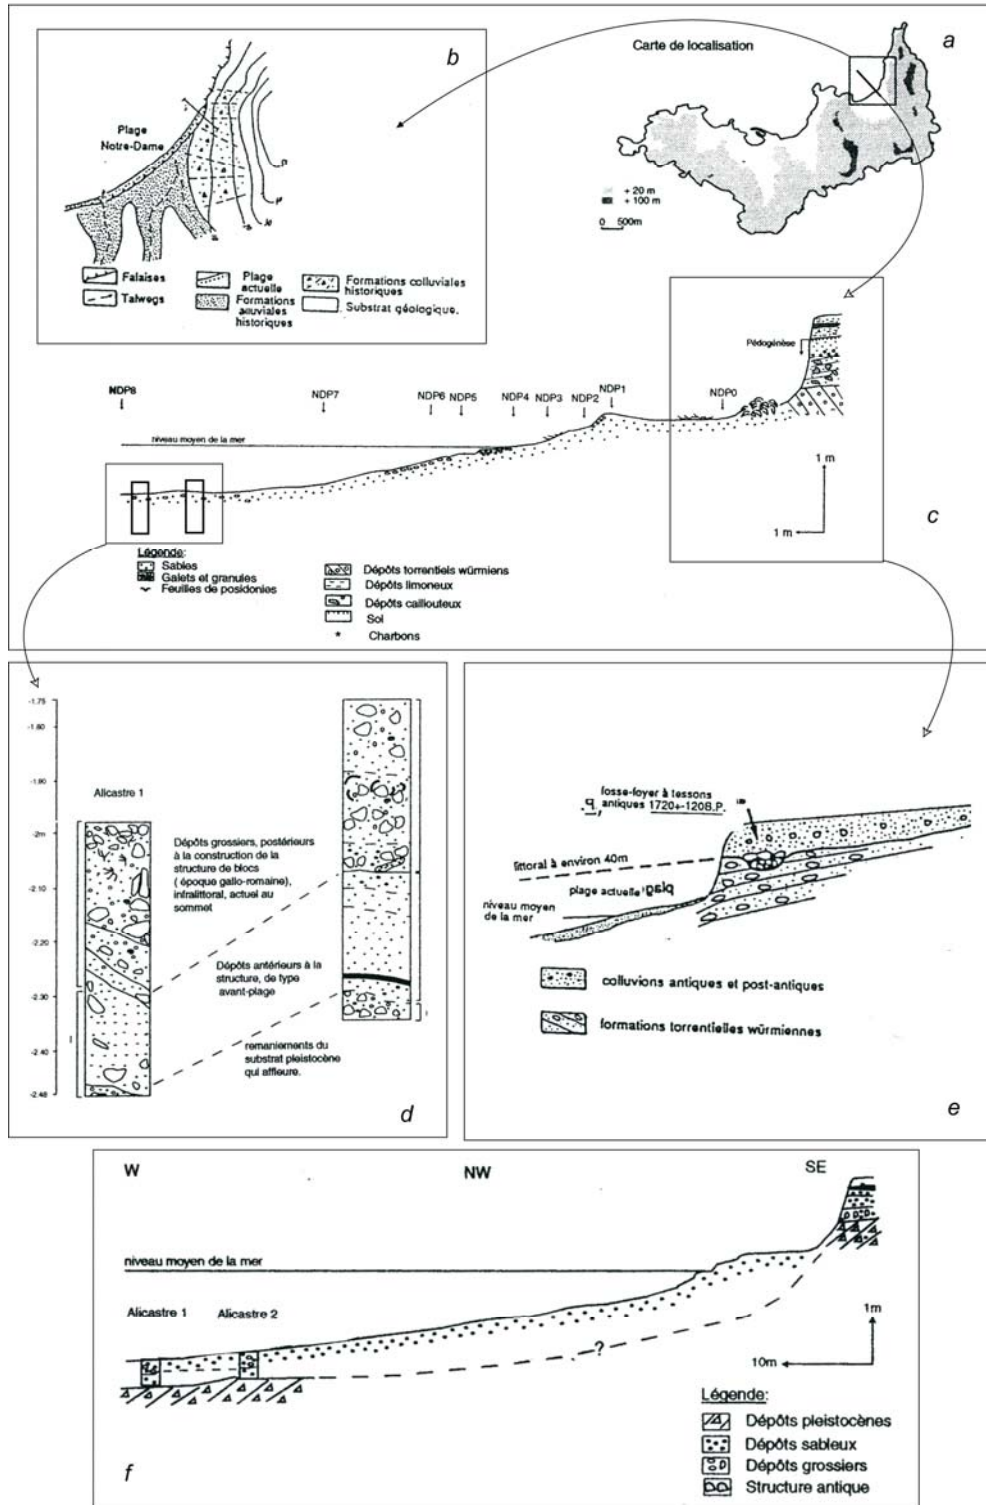 Carte de localisation
a
+ 20 m
+ 100 m
0 500m
b
Plage
Notre-Dame
Falaises
Talwegs
Plage
actuelle
Formations
alluviales
historiques
Formations colluviales
historiques
Substrat géologique.
Pédogénèse
NDP8
NDP7
NDP6
NDP5
NDP4
NDP3
NDP2
NDP1
NDP0
niveau moyen de la mer
1 m
1 m
c
Légende:
Sables
Galets et granules
Feuilles de posidonies
Dépôts torrentiels würmiens
Dépôts limoneux
Dépôts caillouteux
Sol
* Charbons
-1.75
-1.80
-1.90
-2m
-2.10
-2.20
-2.30
-2.40
-2.48
Alicastre 1
Dépôts grossiers, postérieurs
à la construction de la
structure de blocs
( époque gallo-romaine),
infralittoral, actuel au
sommet
Dépôts antérieurs à la
structure, de type
avant-plage
remaniements du
substrat pleistocène
qui affleure.
d
fosse-foyer à tessons
antiques 1720+-120B.P.
littoral à environ 40m
plage actuelle
niveau moyen
de la mer
colluvions antiques et post-antiques
formations torrentielles würmiennes
e
W
NW
SE
niveau moyen de la mer
Alicastre 1
Alicastre 2
?
1m
10m
Légende:
Dépôts pleistocènes
Dépôts sableux
Dépôts grossiers
Structure antique
f